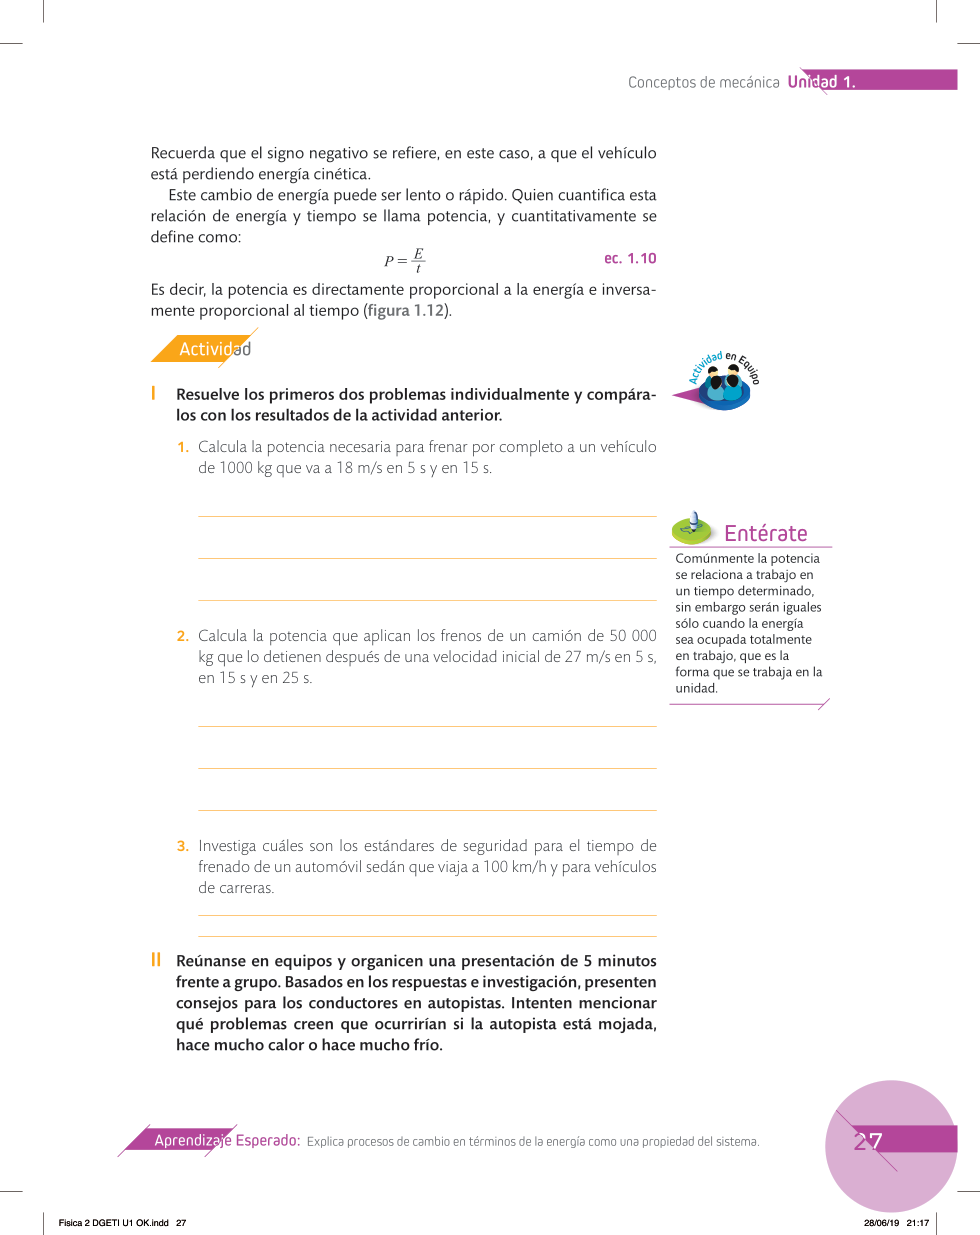 Conceptos de mecánica Unidad 1.
Recuerda que el signo negativo se refiere, en este caso, a que el vehículo
está perdiendo energía cinética.
Este cambio de energía puede ser lento o rápido. Quien cuantifica esta
relación de energía y tiempo se llama potencia, y cuantitativamente se
define como:
P = E/t ec. 1.10
Es decir, la potencia es directamente proporcional a la energía e inversa-
mente proporcional al tiempo (figura 1.12).
Actividad
I Resuelve los primeros dos problemas individualmente y compára-
los con los resultados de la actividad anterior.
Actividad en Equipo
1. Calcula la potencia necesaria para frenar por completo a un vehículo
de 1000 kg que va a 18 m/s en 5 s y en 15 s.
Entérate
Comúnmente la potencia
se relaciona a trabajo en
un tiempo determinado,
sin embargo serán iguales
sólo cuando la energía
sea ocupada totalmente
en trabajo, que es la
forma que se trabaja en la
unidad.
2. Calcula la potencia que aplican los frenos de un camión de 50 000
kg que lo detienen después de una velocidad inicial de 27 m/s en 5 s,
en 15 s y en 25 s.
3. Investiga cuáles son los estándares de seguridad para el tiempo de
frenado de un automóvil sedán que viaja a 100 km/h y para vehículos
de carreras.
II Reúnanse en equipos y organicen una presentación de 5 minutos
frente a grupo. Basados en los respuestas e investigación, presenten
consejos para los conductores en autopistas. Intenten mencionar
qué problemas creen que ocurrirían si la autopista está mojada,
hace mucho calor o hace mucho frío.
Aprendizaje Esperado: Explica procesos de cambio en términos de la energía como una propiedad del sistema.
27
Fisica 2 DGETI U1 OK.indd 27
28/06/19 21:17